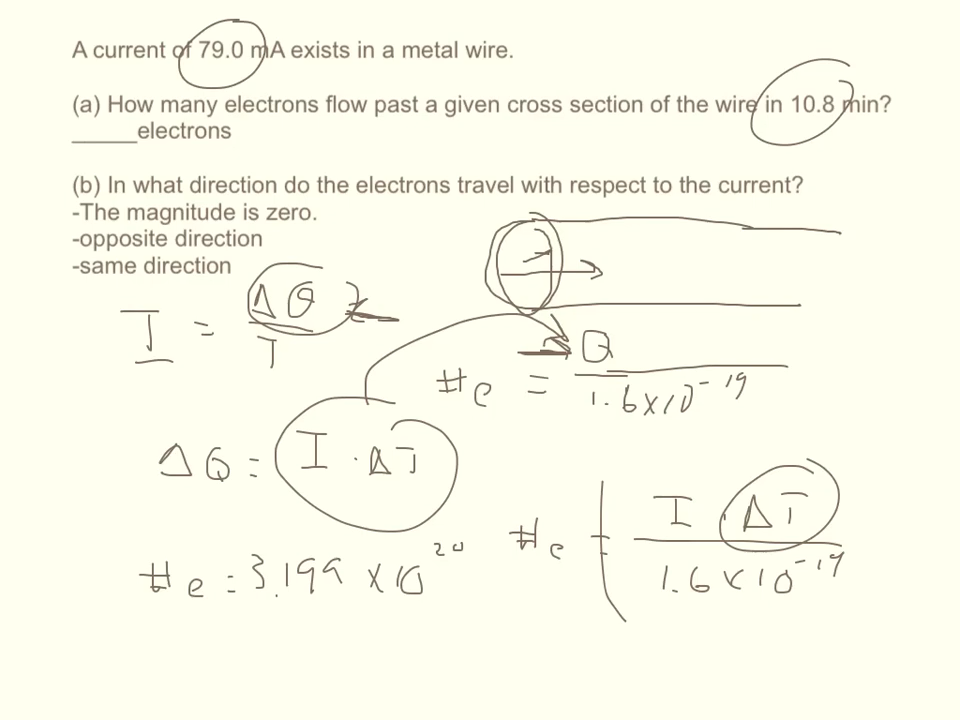 A current of 79.0 mA exists in a metal wire.
(a) How many electrons flow past a given cross section of the wire in 10.8 min?
_____electrons
(b) In what direction do the electrons travel with respect to the current?
-The magnitude is zero.
-opposite direction
-same direction
I = ΔQ / T
#e = Q / 1.6x10^-19
ΔQ = I · ΔT
#e = I · ΔT / 1.6x10^-19
#e = 3.199 x10^20